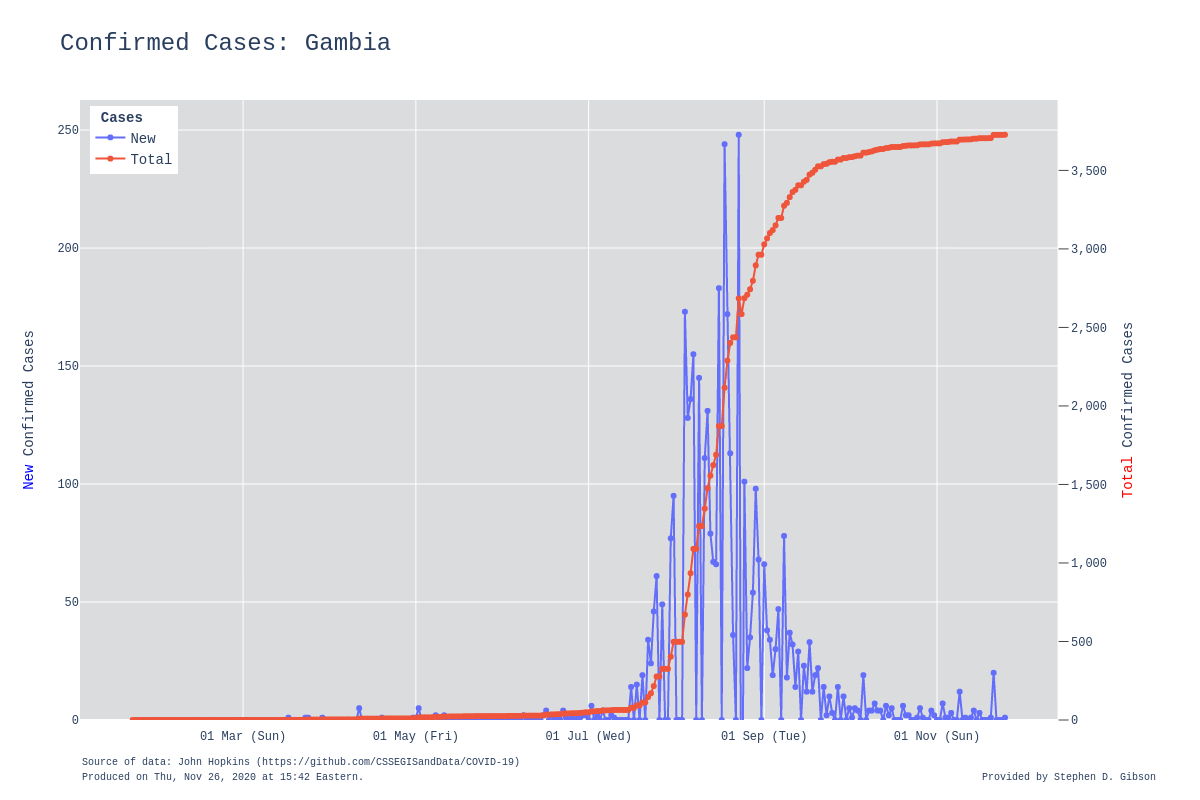 Confirmed Cases: Gambia
Cases
New
Total
250
200
150
100
50
0
3,500
3,000
2,500
2,000
1,500
1,000
500
0
New Confirmed Cases
Total Confirmed Cases
01 Mar (Sun)
01 May (Fri)
01 Jul (Wed)
01 Sep (Tue)
01 Nov (Sun)
Source of data: John Hopkins (https://github.com/CSSEGISandData/COVID-19)
Produced on Thu, Nov 26, 2020 at 15:42 Eastern.
Provided by Stephen D. Gibson